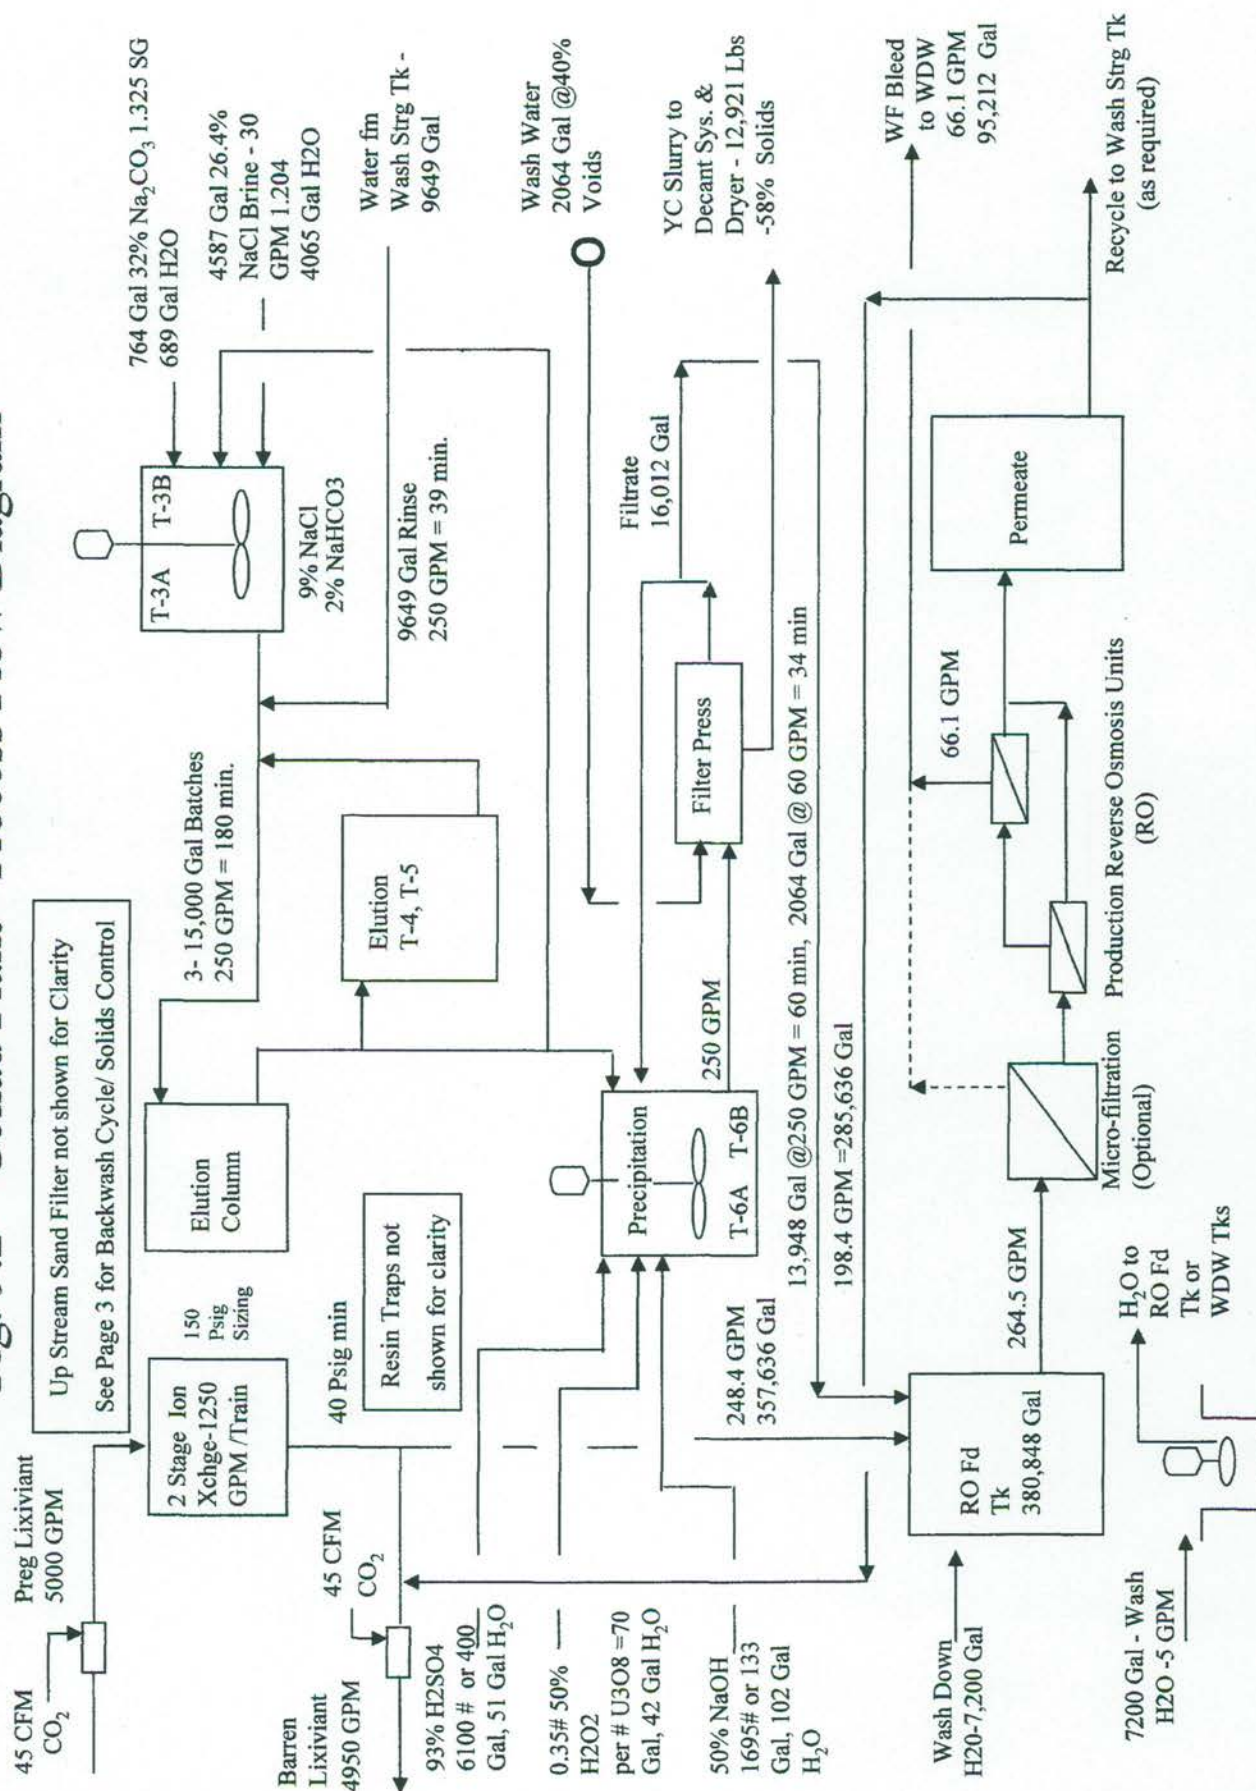 Preg Lixiviant
5000 GPM
45 CFM
CO₂
Up Stream Sand Filter not shown for Clarity
See Page 3 for Backwash Cycle/ Solids Control
2 Stage Ion
Xchge-1250
GPM /Train
150
Psig
Sizing
Elution
Column
3- 15,000 Gal Batches
250 GPM = 180 min.
T-3A T-3B
9% NaCl
2% NaHCO3
764 Gal 32% Na₂CO₃ 1.325 SG
689 Gal H2O
4587 Gal 26.4%
NaCl Brine - 30
GPM 1.204
4065 Gal H2O
Water fm
Wash Strg Tk -
9649 Gal
9649 Gal Rinse
250 GPM = 39 min.
Elution
T-4, T-5
40 Psig min
Resin Traps not
shown for clarity
45 CFM
CO₂
Barren
Lixiviant
4950 GPM
93% H2SO4
6100 # or 400
Gal, 51 Gal H₂O
0.35# 50%
H2O2
per # U3O8 =70
Gal, 42 Gal H₂O
50% NaOH
1695# or 133
Gal, 102 Gal
H₂O
Precipitation
T-6A T-6B
250 GPM
Filter Press
Filtrate
16,012 Gal
Wash Water
2064 Gal @40%
Voids
YC Slurry to
Decant Sys. &
Dryer - 12,921 Lbs
-58% Solids
248.4 GPM
357,636 Gal
13,948 Gal @250 GPM = 60 min, 2064 Gal @ 60 GPM = 34 min
198.4 GPM =285,636 Gal
WF Bleed
to WDW
66.1 GPM
95,212 Gal
Wash Down
H20-7,200 Gal
RO Fd
Tk
380,848 Gal
264.5 GPM
Micro-filtration
(Optional)
66.1 GPM
Production Reverse Osmosis Units
(RO)
Permeate
Recycle to Wash Strg Tk
(as required)
7200 Gal - Wash
H2O -5 GPM
H₂O to
RO Fd
Tk or
WDW Tks